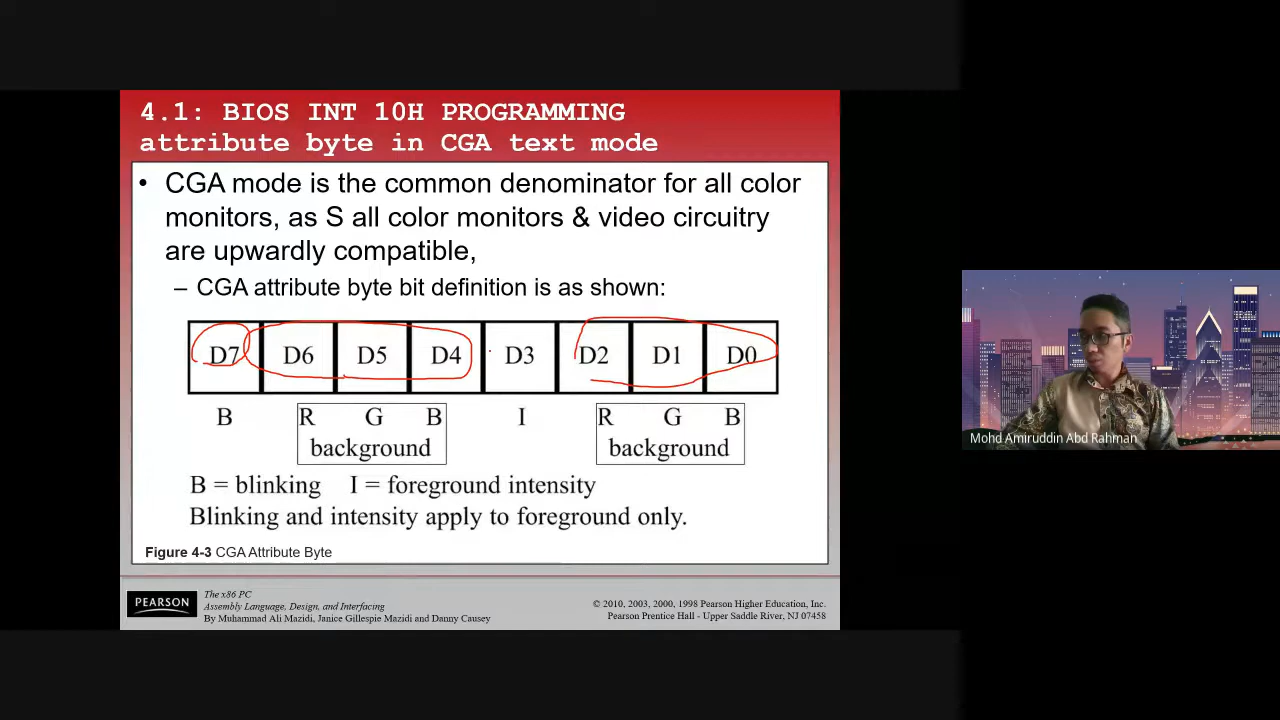 4.1: BIOS INT 10H PROGRAMMING
attribute byte in CGA text mode
• CGA mode is the common denominator for all color
monitors, as S all color monitors & video circuitry
are upwardly compatible,
– CGA attribute byte bit definition is as shown:
D7 D6 D5 D4 D3 D2 D1 D0
B R G B I R G B
background background
B = blinking I = foreground intensity
Blinking and intensity apply to foreground only.
Figure 4-3 CGA Attribute Byte
PEARSON
The x86 PC
Assembly Language, Design, and Interfacing
By Muhammad Ali Mazidi, Janice Gillespie Mazidi and Danny Causey
© 2010, 2003, 2000, 1998 Pearson Higher Education, Inc.
Pearson Prentice Hall - Upper Saddle River, NJ 07458
Mohd Amiruddin Abd Rahman